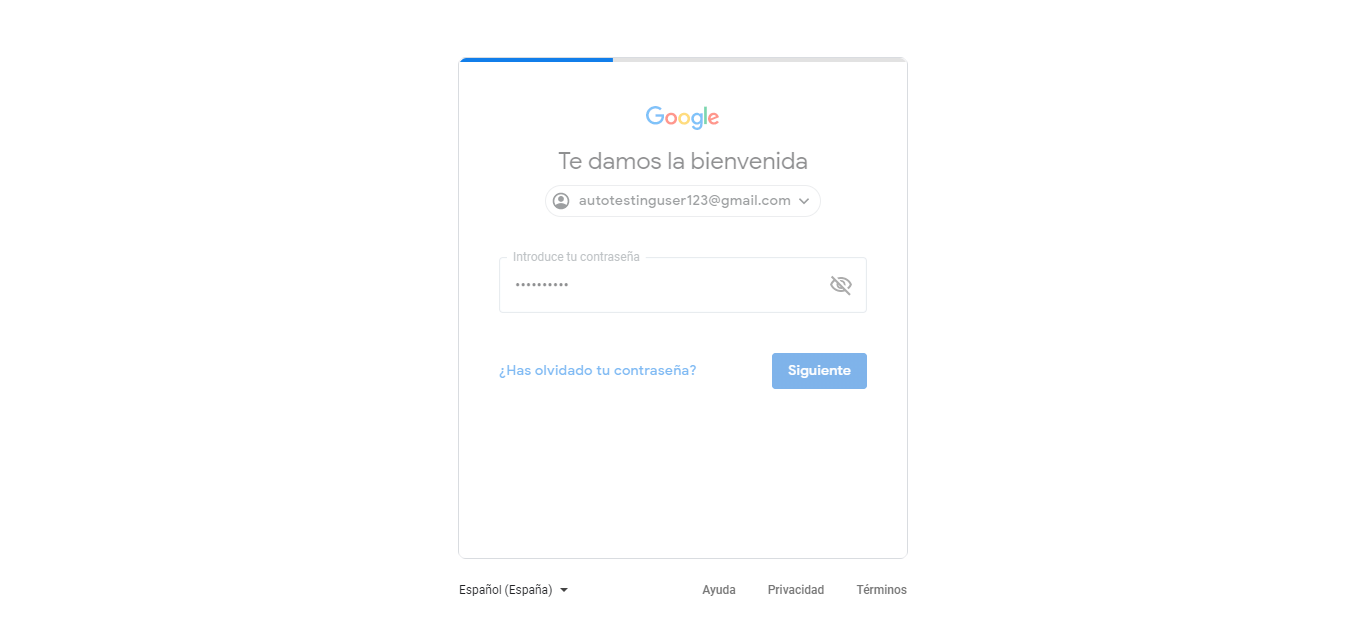 Google
Te damos la bienvenida
autotestinguser123@gmail.com
Introduce tu contraseña
••••••••••
¿Has olvidado tu contraseña?
Siguiente
Español (España)
Ayuda
Privacidad
Términos